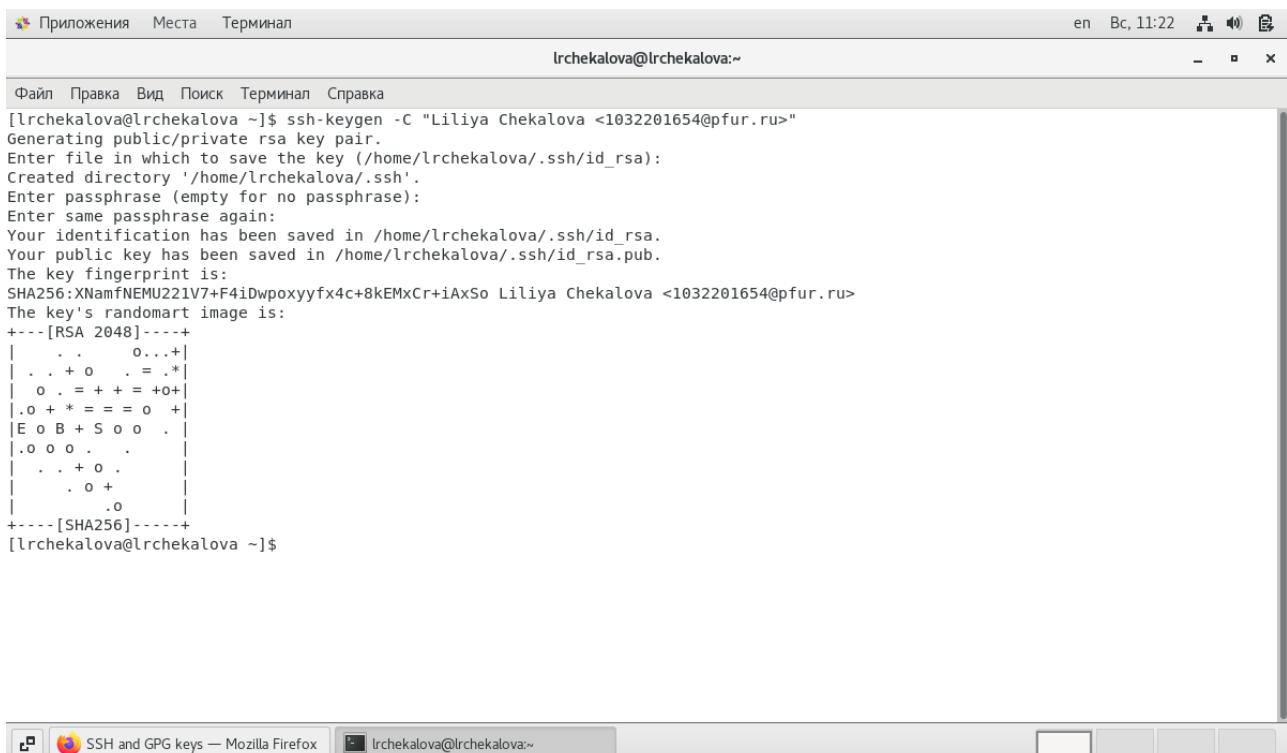 Приложения Места Терминал en Вс, 11:22
lrchekalova@lrchekalova:~
Файл Правка Вид Поиск Терминал Справка
[lrchekalova@lrchekalova ~]$ ssh-keygen -C "Liliya Chekalova <1032201654@pfur.ru>"
Generating public/private rsa key pair.
Enter file in which to save the key (/home/lrchekalova/.ssh/id_rsa):
Created directory '/home/lrchekalova/.ssh'.
Enter passphrase (empty for no passphrase):
Enter same passphrase again:
Your identification has been saved in /home/lrchekalova/.ssh/id_rsa.
Your public key has been saved in /home/lrchekalova/.ssh/id_rsa.pub.
The key fingerprint is:
SHA256:XNamfNEMU221V7+F4iDwpoxyyfx4c+8kEMxCr+iAxSo Liliya Chekalova <1032201654@pfur.ru>
The key's randomart image is:
+---[RSA 2048]----+
|    . .     o...+|
| . . + o   . = .*|
|  o . = + + = +o+|
|.o + * = = = o  +|
|E o B + S o o  . |
|.o o o .   .     |
|  . . + o .      |
|     . o +       |
|         .o      |
+----[SHA256]-----+
[lrchekalova@lrchekalova ~]$
SSH and GPG keys — Mozilla Firefox lrchekalova@lrchekalova:~